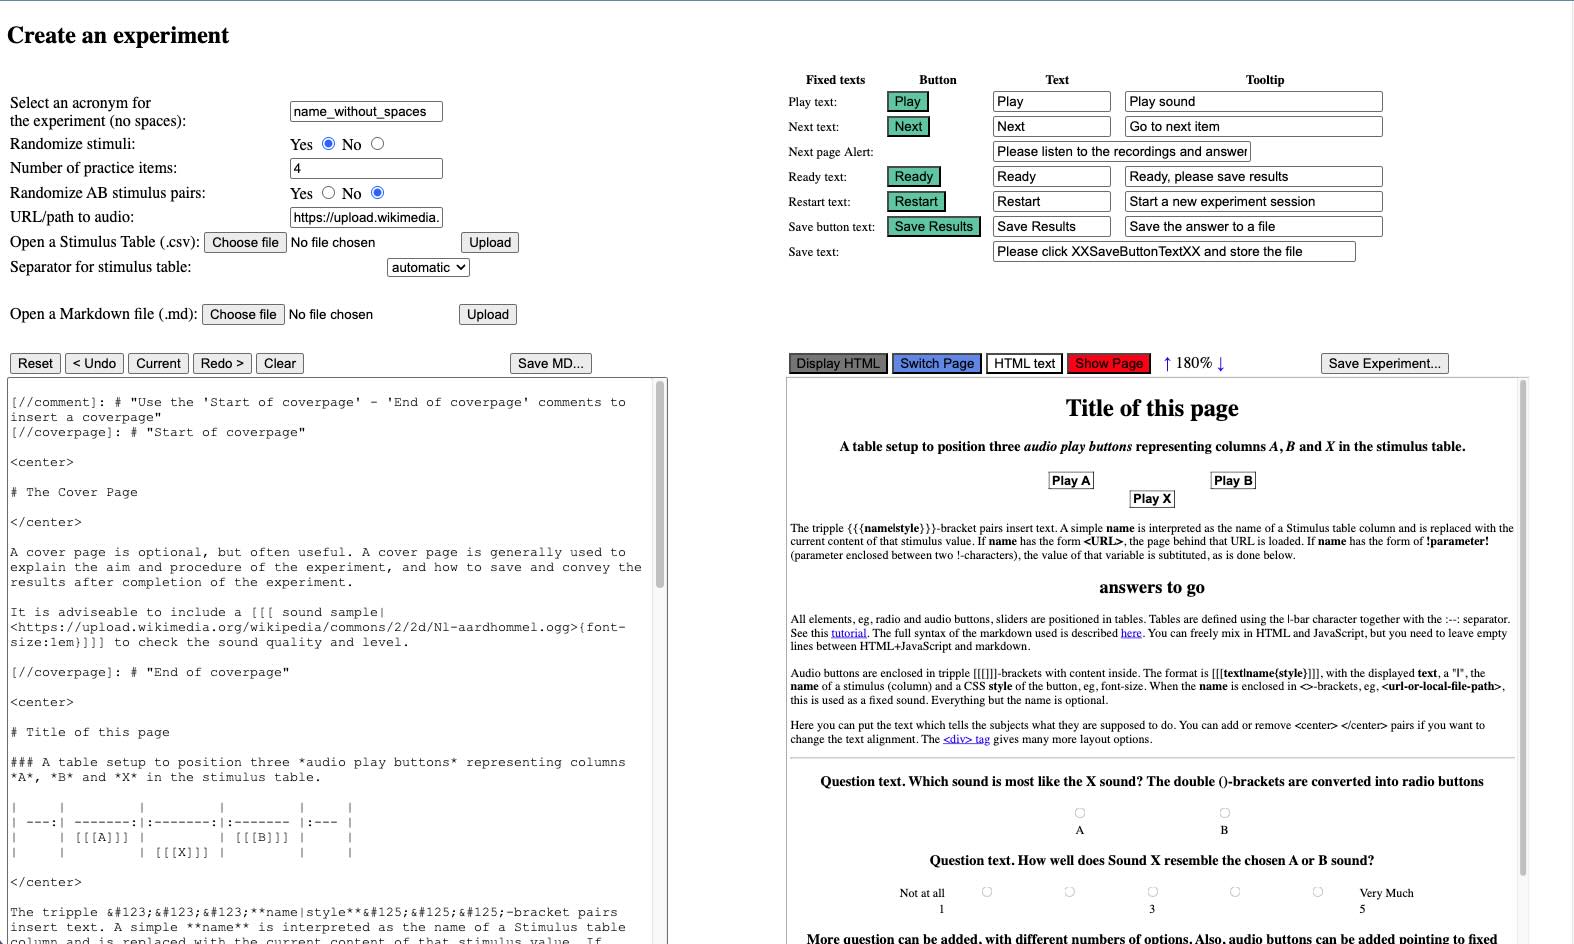 Create an experiment
Select an acronym for
the experiment (no spaces): name_without_spaces
Randomize stimuli: Yes No
Number of practice items: 4
Randomize AB stimulus pairs: Yes No
URL/path to audio: https://upload.wikimedia.
Open a Stimulus Table (.csv): Choose file No file chosen Upload
Separator for stimulus table: automatic
Open a Markdown file (.md): Choose file No file chosen Upload
Fixed texts Button Text Tooltip
Play text: Play Play Play sound
Next text: Next Next Go to next item
Next page Alert: Please listen to the recordings and answer
Ready text: Ready Ready Ready, please save results
Restart text: Restart Restart Start a new experiment session
Save button text: Save Results Save Results Save the answer to a file
Save text: Please click XXSaveButtonTextXX and store the file
Reset < Undo Current Redo > Clear Save MD...
[//comment]: # "Use the 'Start of coverpage' - 'End of coverpage' comments to
insert a coverpage"
[//coverpage]: # "Start of coverpage"
<center>
# The Cover Page
</center>
A cover page is optional, but often useful. A cover page is generally used to
explain the aim and procedure of the experiment, and how to save and convey the
results after completion of the experiment.
It is adviseable to include a [[[ sound sample|
<https://upload.wikimedia.org/wikipedia/commons/2/2d/Nl-aardhommel.ogg>{font-
size:1em}]]] to check the sound quality and level.
[//coverpage]: # "End of coverpage"
<center>
# Title of this page
### A table setup to position three *audio play buttons* representing columns
*A*, *B* and *X* in the stimulus table.
| | | | | |
| ---:| -------:|:-------:|:------- |:--- |
| | [[[A]]] | | [[[B]]] | |
| | | [[[X]]] | | |
</center>
The tripple &#123;&#123;&#123;**name|style**&#125;&#125;&#125;-bracket pairs
insert text. A simple **name** is interpreted as the name of a Stimulus table
column and is replaced with the current content of that stimulus value. If
Display HTML Switch Page HTML text Show Page ↑ 180% ↓ Save Experiment...
Title of this page
A table setup to position three audio play buttons representing columns A, B and X in the stimulus table.
Play A Play B
Play X
The tripple {{{name|style}}}-bracket pairs insert text. A simple name is interpreted as the name of a Stimulus table column and is replaced with the
current content of that stimulus value. If name has the form <URL>, the page behind that URL is loaded. If name has the form of !parameter!
(parameter enclosed between two !-characters), the value of that variable is subtituted, as is done below.
answers to go
All elements, eg, radio and audio buttons, sliders are positioned in tables. Tables are defined using the |-bar character together with the :--: separator.
See this tutorial. The full syntax of the markdown used is described here. You can freely mix in HTML and JavaScript, but you need to leave empty
lines between HTML+JavaScript and markdown.
Audio buttons are enclosed in tripple [[[]]]-brackets with content inside. The format is [[[text|name{style}]]], with the displayed text, a "|", the
name of a stimulus (column) and a CSS style of the button, eg, font-size. When the name is enclosed in <>-brackets, eg, <url-or-local-file-path>,
this is used as a fixed sound. Everything but the name is optional.
Here you can put the text which tells the subjects what they are supposed to do. You can add or remove <center> </center> pairs if you want to
change the text alignment. The <div> tag gives many more layout options.
Question text. Which sound is most like the X sound? The double ()-brackets are converted into radio buttons
A B
Question text. How well does Sound X resemble the chosen A or B sound?
Not at all Very Much
1 3 5
More question can be added, with different numbers of options. Also, audio buttons can be added pointing to fixed